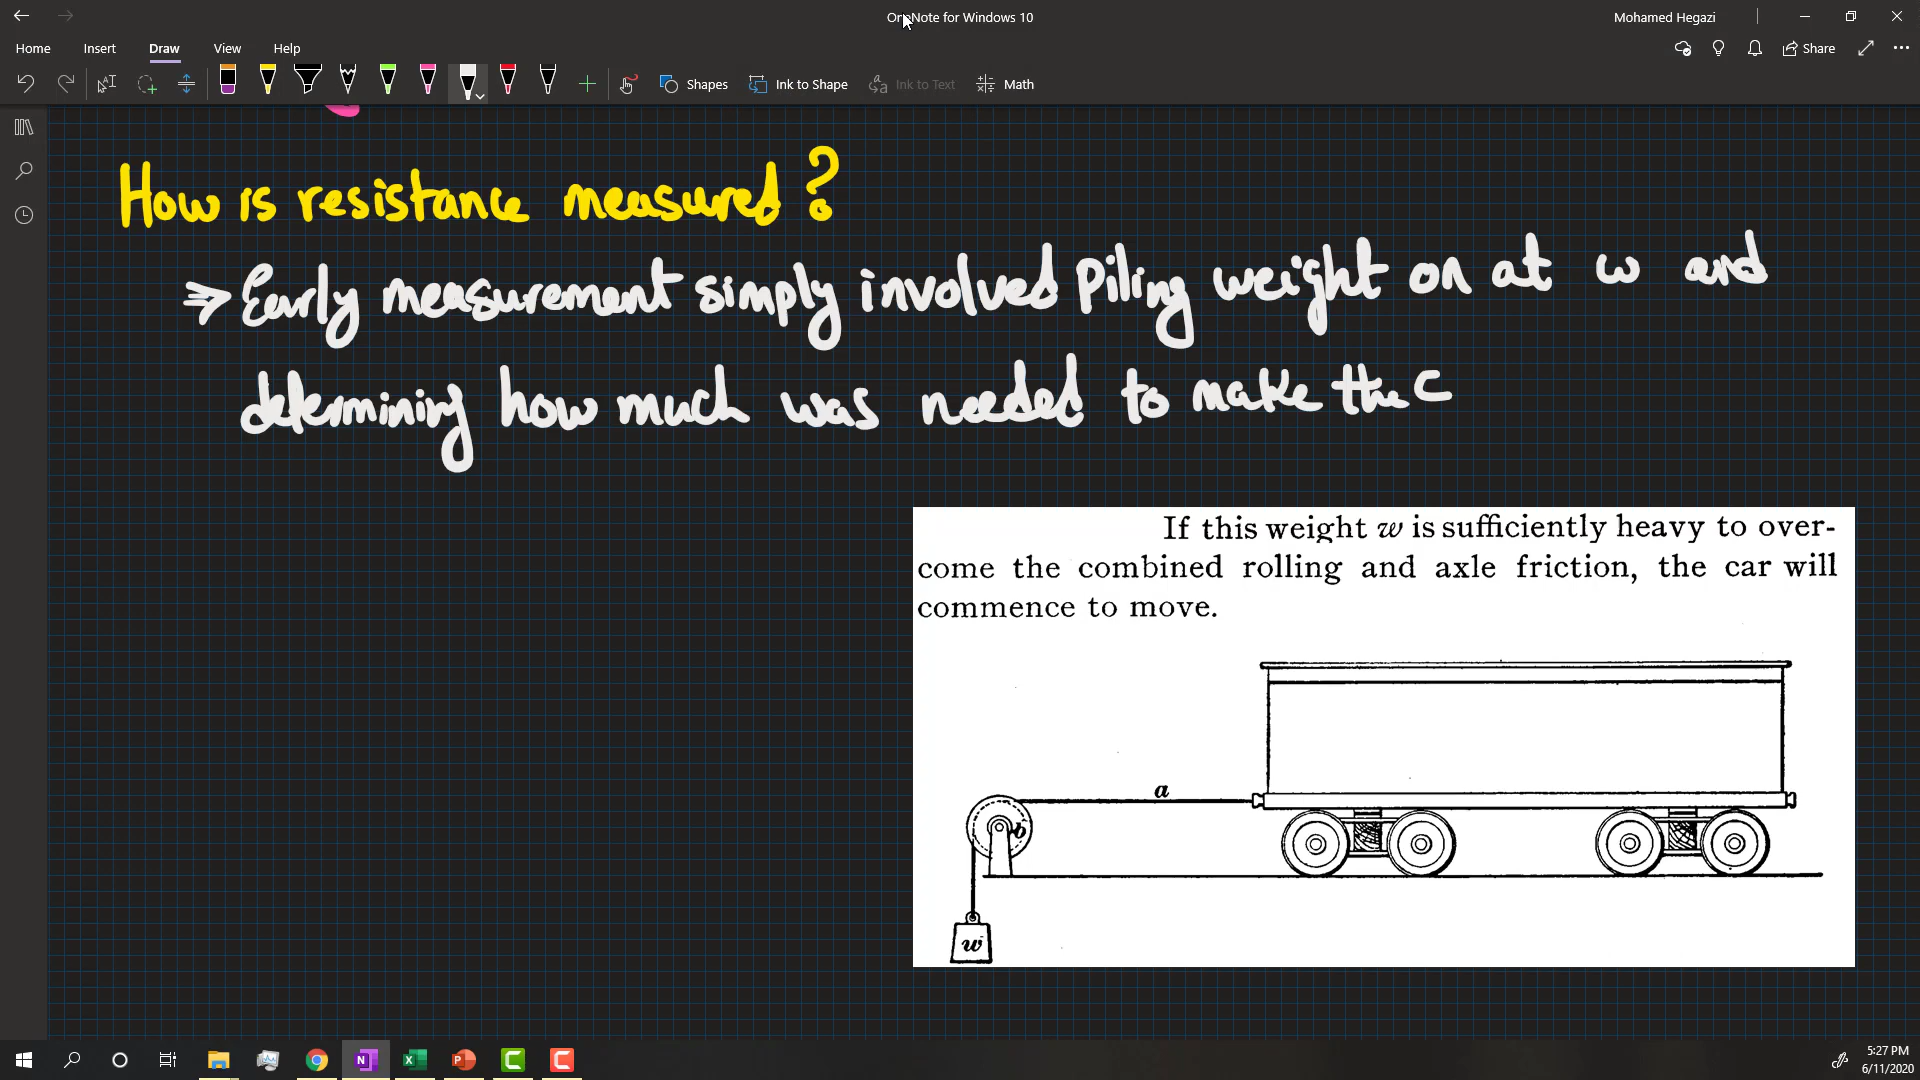 OneNote for Windows 10
Mohamed Hegazi
Home Insert Draw View Help
Share
Shapes Ink to Shape Ink to Text Math
How is resistance measured?
⇒ Early measurement simply involved Piling weight on at w and
determining how much was needed to make the C
If this weight w is sufficiently heavy to over-
come the combined rolling and axle friction, the car will
commence to move.
a
b
w
5:27 PM
6/11/2020